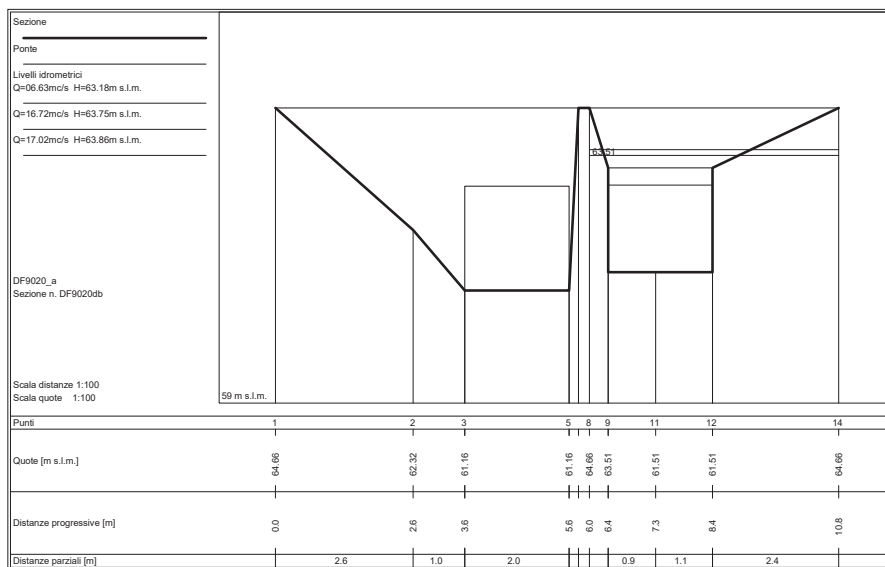 Sezione
Ponte
Livelli idrometrici
Q=06.63mc/s H=63.18m s.l.m.
Q=16.72mc/s H=63.75m s.l.m.
Q=17.02mc/s H=63.86m s.l.m.
63.51
DF9020_a
Sezione n. DF9020db
Scala distanze 1:100
Scala quote 1:100
59 m s.l.m.
Punti 1 2 3 5 8 9 11 12 14
Quote [m s.l.m.] 64.66 62.32 61.16 61.16 64.66 63.51 61.51 61.51 64.66
Distanze progressive [m] 0.0 2.6 3.6 5.6 6.0 6.4 7.3 8.4 10.8
Distanze parziali [m] 2.6 1.0 2.0 0.9 1.1 2.4